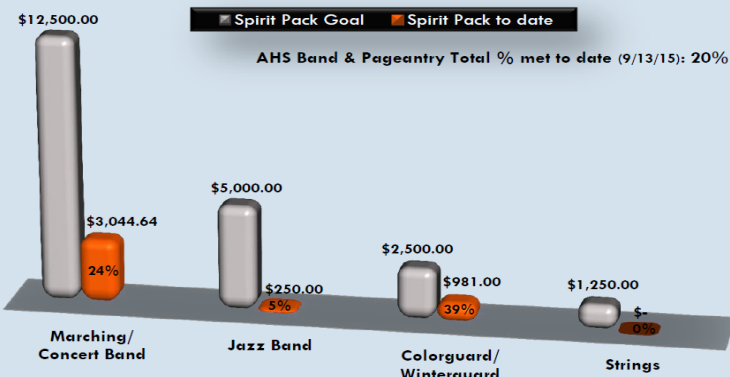 Spirit Pack Goal Spirit Pack to date
AHS Band & Pageantry Total % met to date (9/13/15): 20%
$12,500.00
$3,044.64
24%
Marching/
Concert Band
$5,000.00
$250.00
5%
Jazz Band
$2,500.00
$981.00
39%
Colorguard/
Winterguard
$1,250.00
$-
0%
Strings